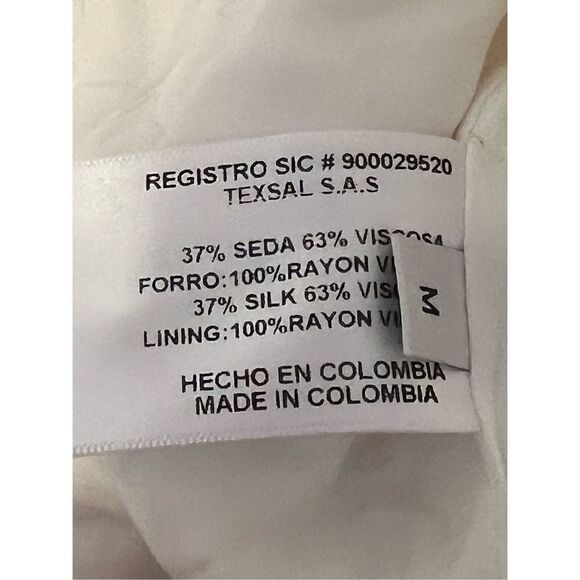 REGISTRO SIC # 900029520
TEXSAL S.A.S
37% SEDA 63% VISCOSA
FORRO:100%RAYON
37% SILK 63%
LINING:100%RAYON
HECHO EN COLOMBIA
MADE IN COLOMBIA
M